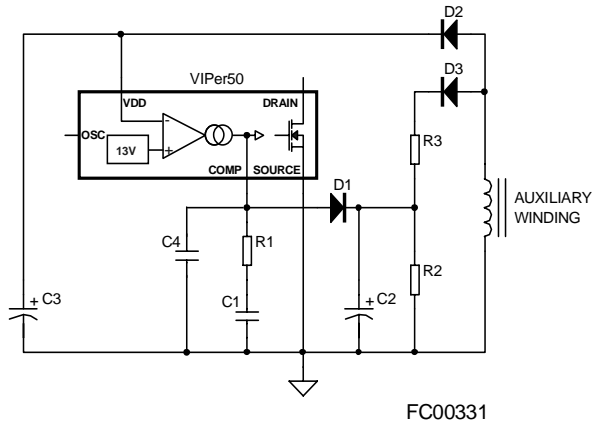 D2
VIPer50
D3
VDD
DRAIN
-
OSC
13V
+
R3
COMP
SOURCE
D1
AUXILIARY
WINDING
C4
R1
R2
+
C3
C1
+
C2
FC00331